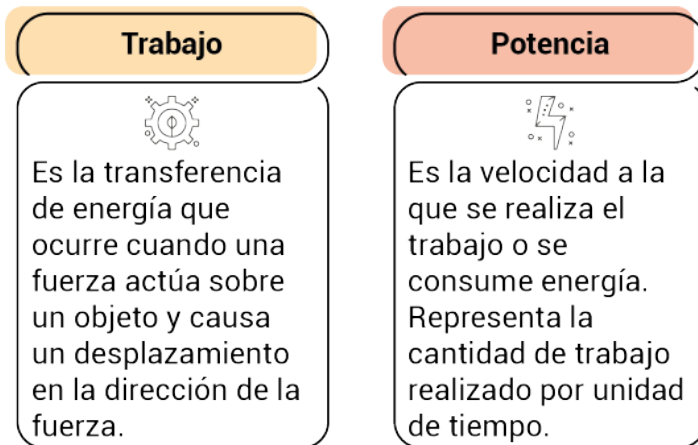 Trabajo
Es la transferencia
de energía que
ocurre cuando una
fuerza actúa sobre
un objeto y causa
un desplazamiento
en la dirección de la
fuerza.
Potencia
Es la velocidad a la
que se realiza el
trabajo o se
consume energía.
Representa la
cantidad de trabajo
realizado por unidad
de tiempo.